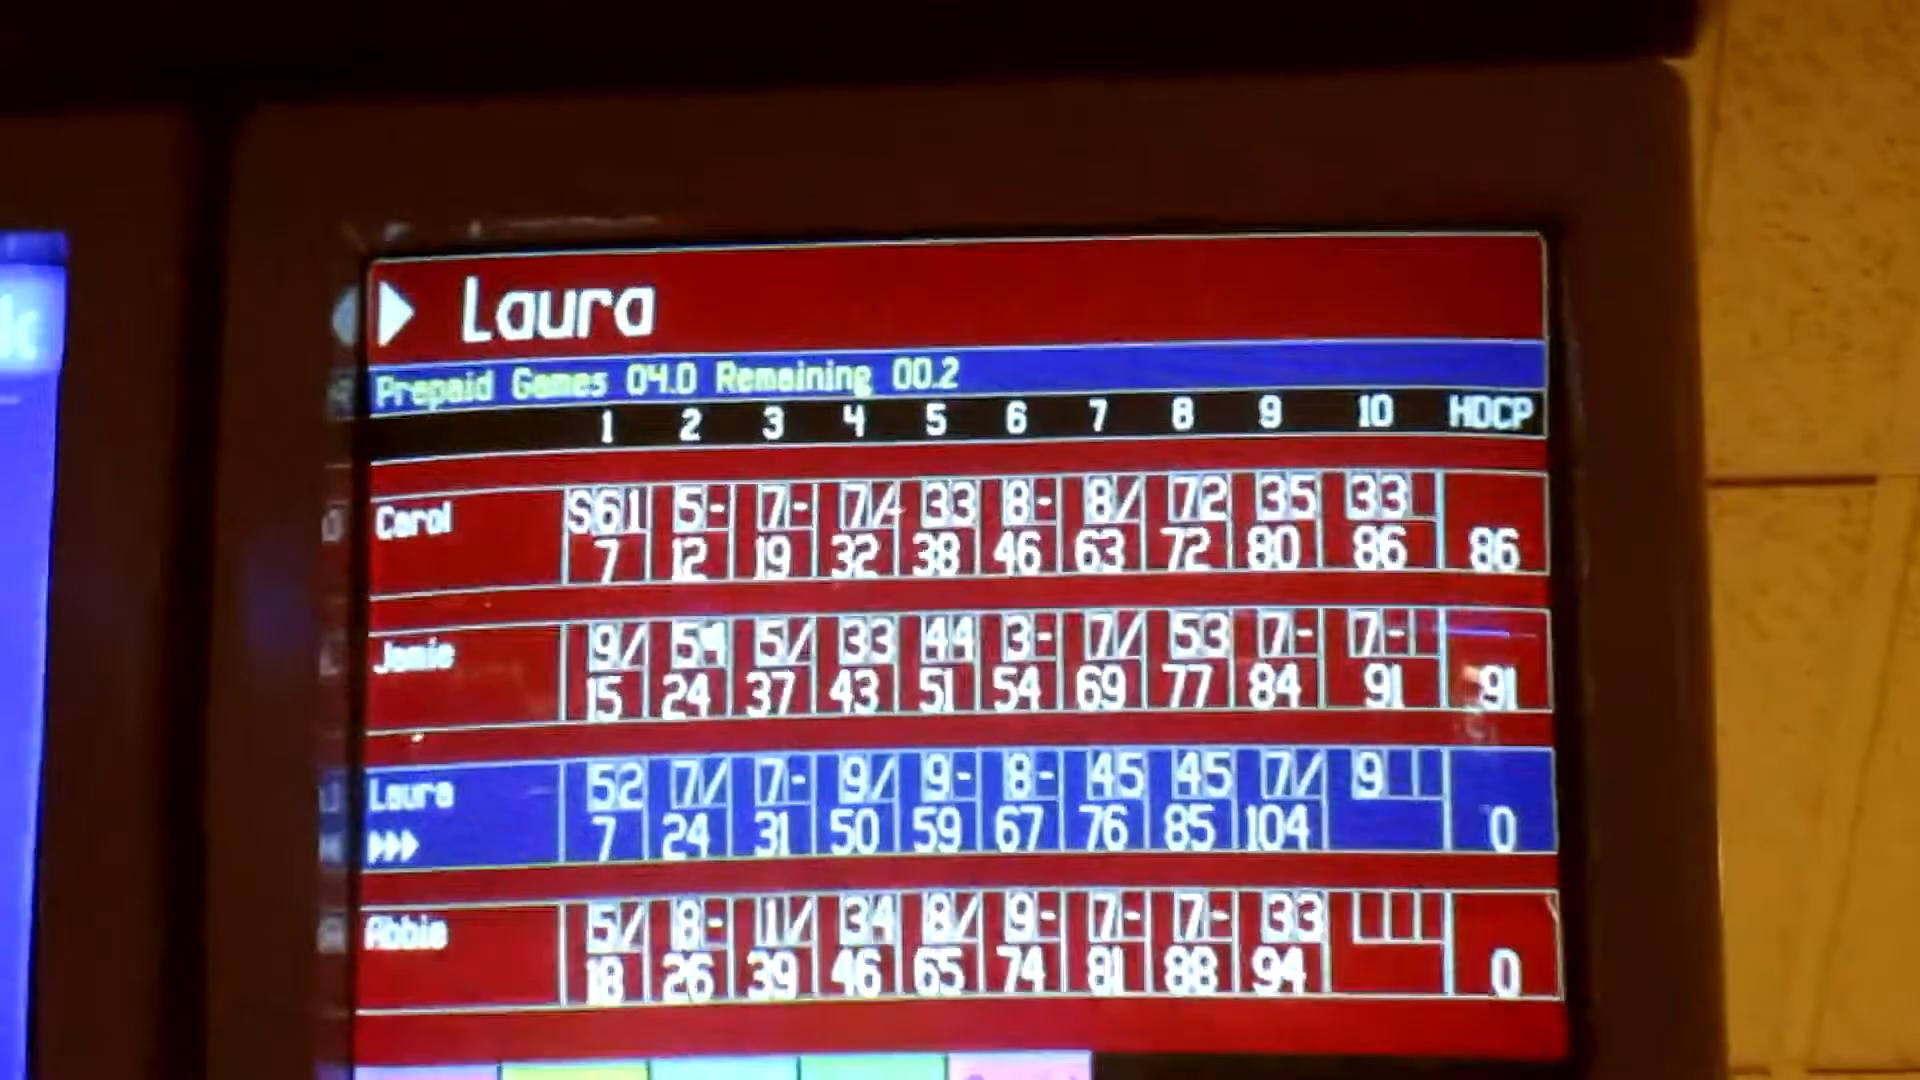 Laura
Prepaid Games 04.0 Remaining 00.2
1 2 3 4 5 6 7 8 9 10 HDCP
Carol S61 5- 7- 7/ 33 8- 8/ 72 35 33
7 12 19 32 38 46 63 72 80 86 86
Jamie 9/ 54 5/ 33 44 3- 7/ 53 7- 7-
15 24 37 43 51 54 69 77 84 91 91
Laura 52 7/ 7- 9/ 9- 8- 45 45 7/ 9
7 24 31 50 59 67 76 85 104 0
Abbie 5/ 8- 1/ 34 8/ 9- 7- 7- 33
18 26 39 46 65 74 81 88 94 0